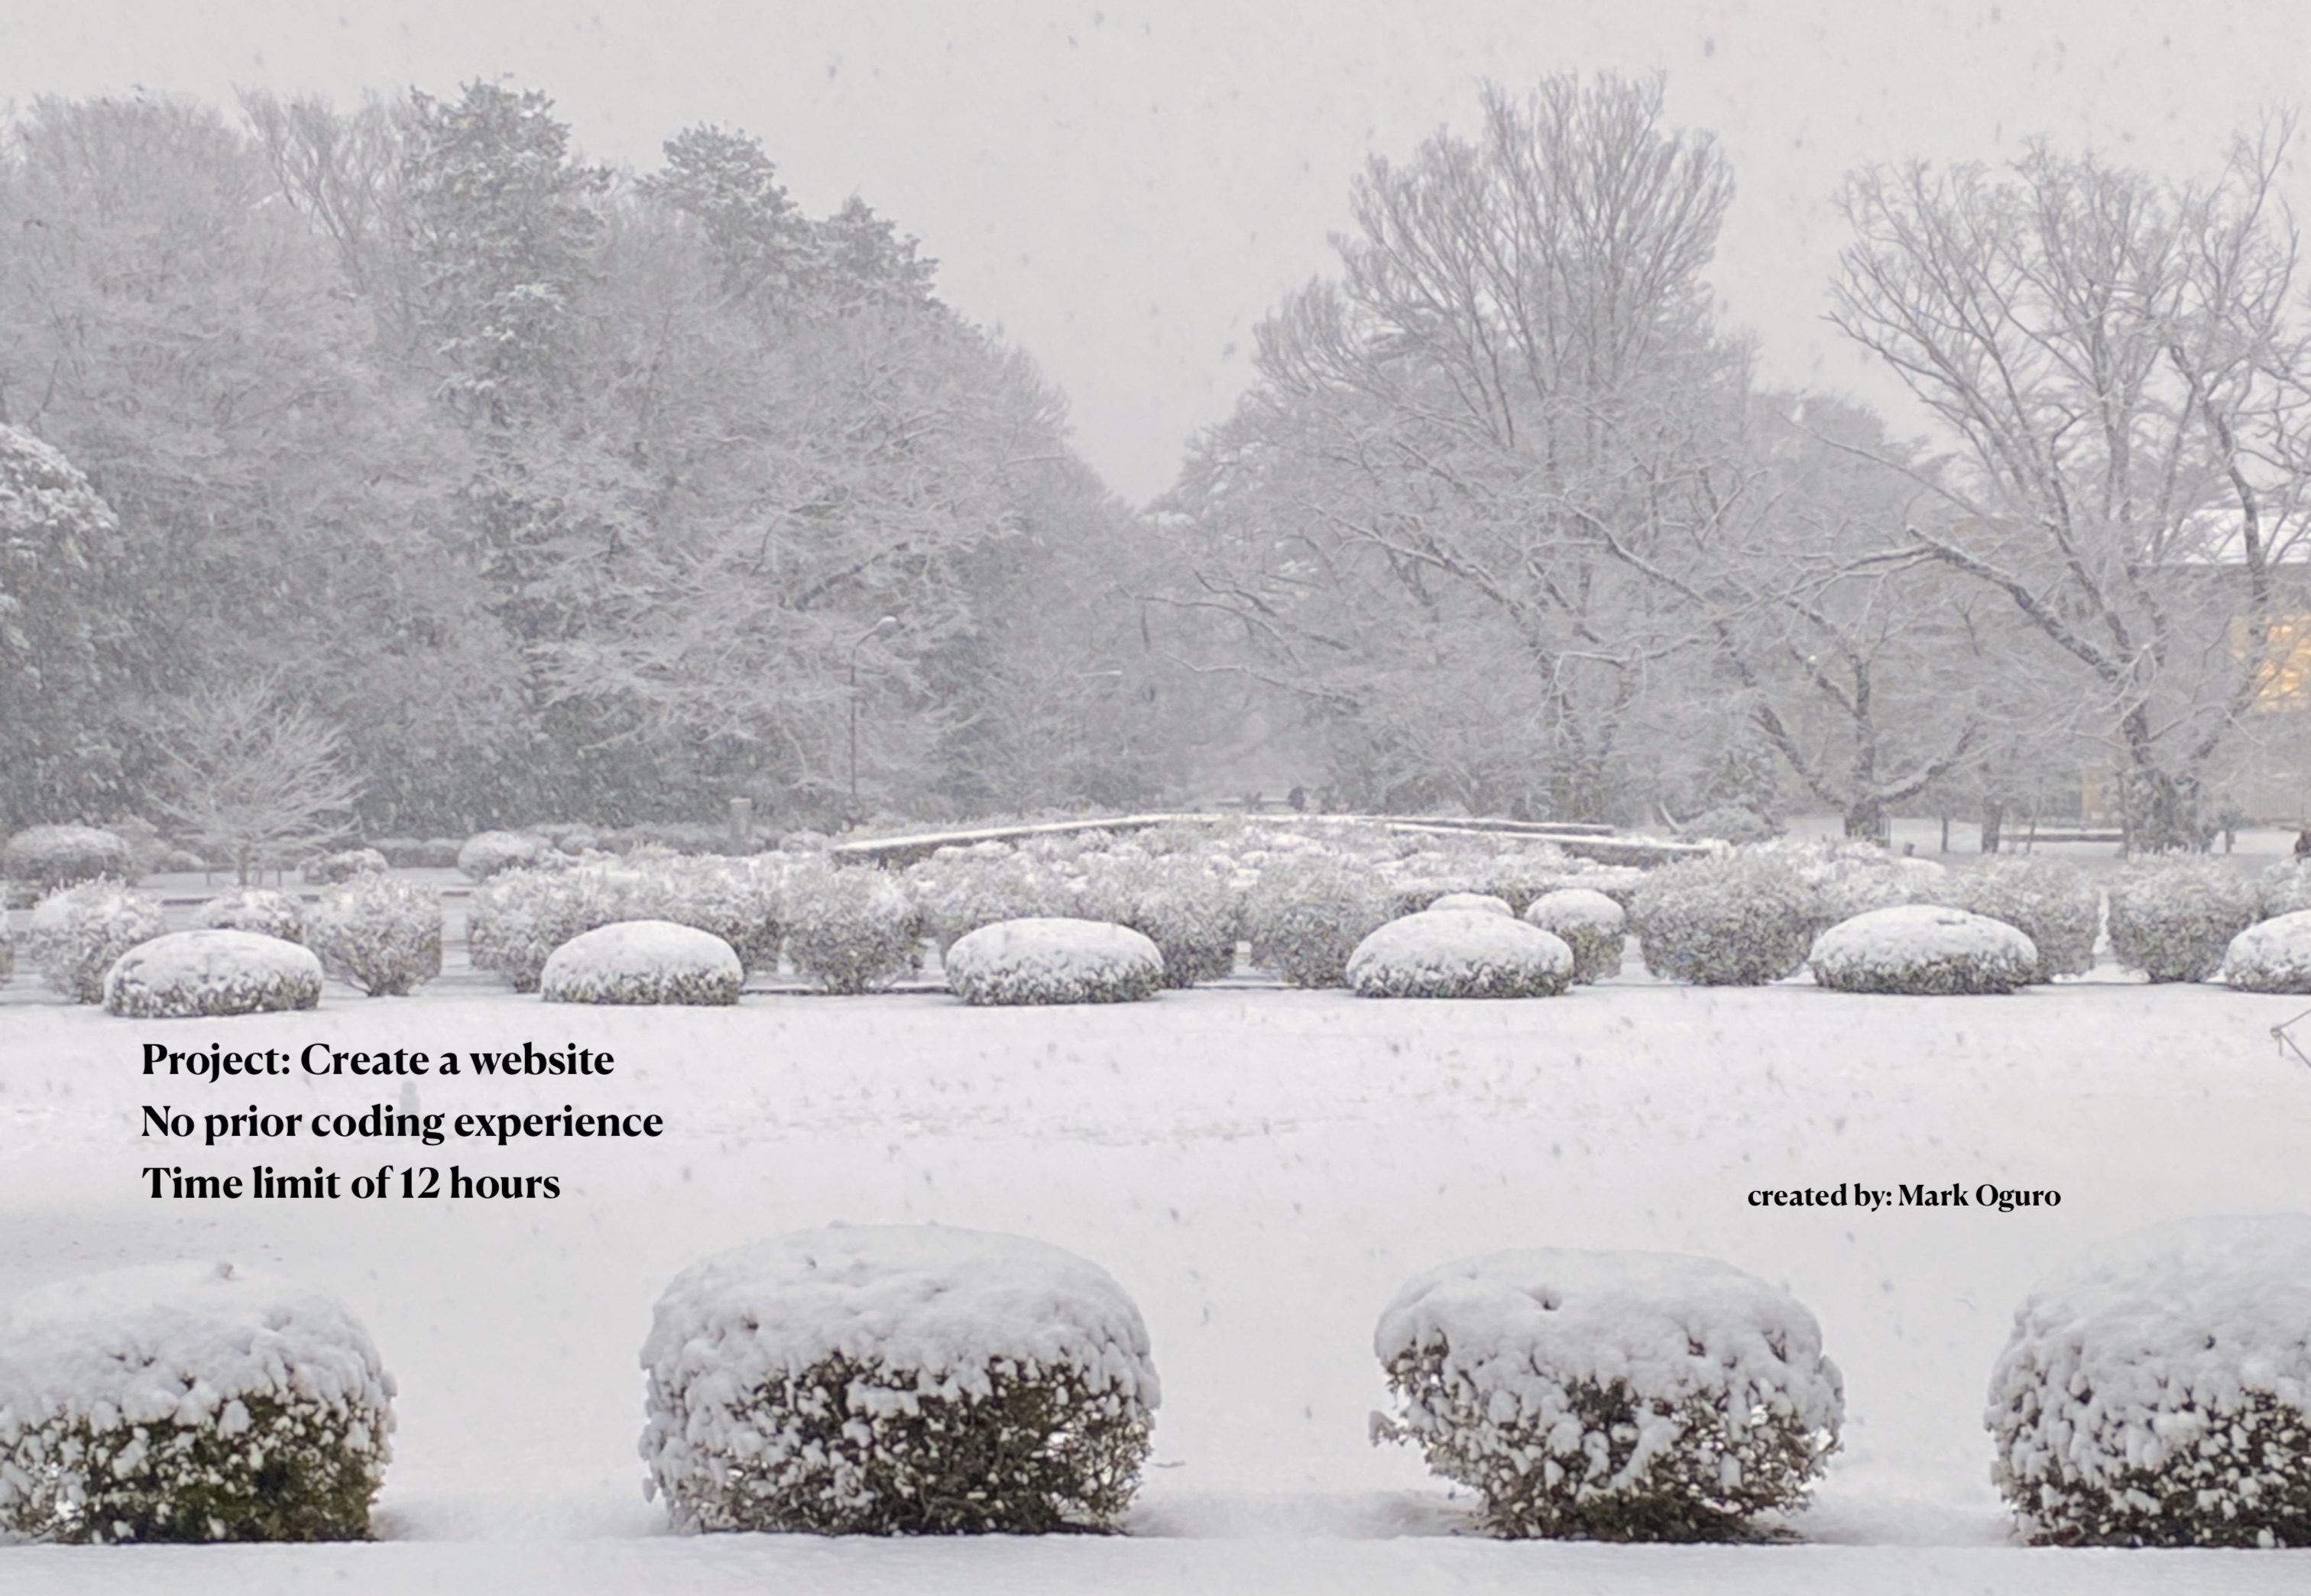 Project: Create a website
No prior coding experience
Time limit of 12 hours
created by: Mark Oguro